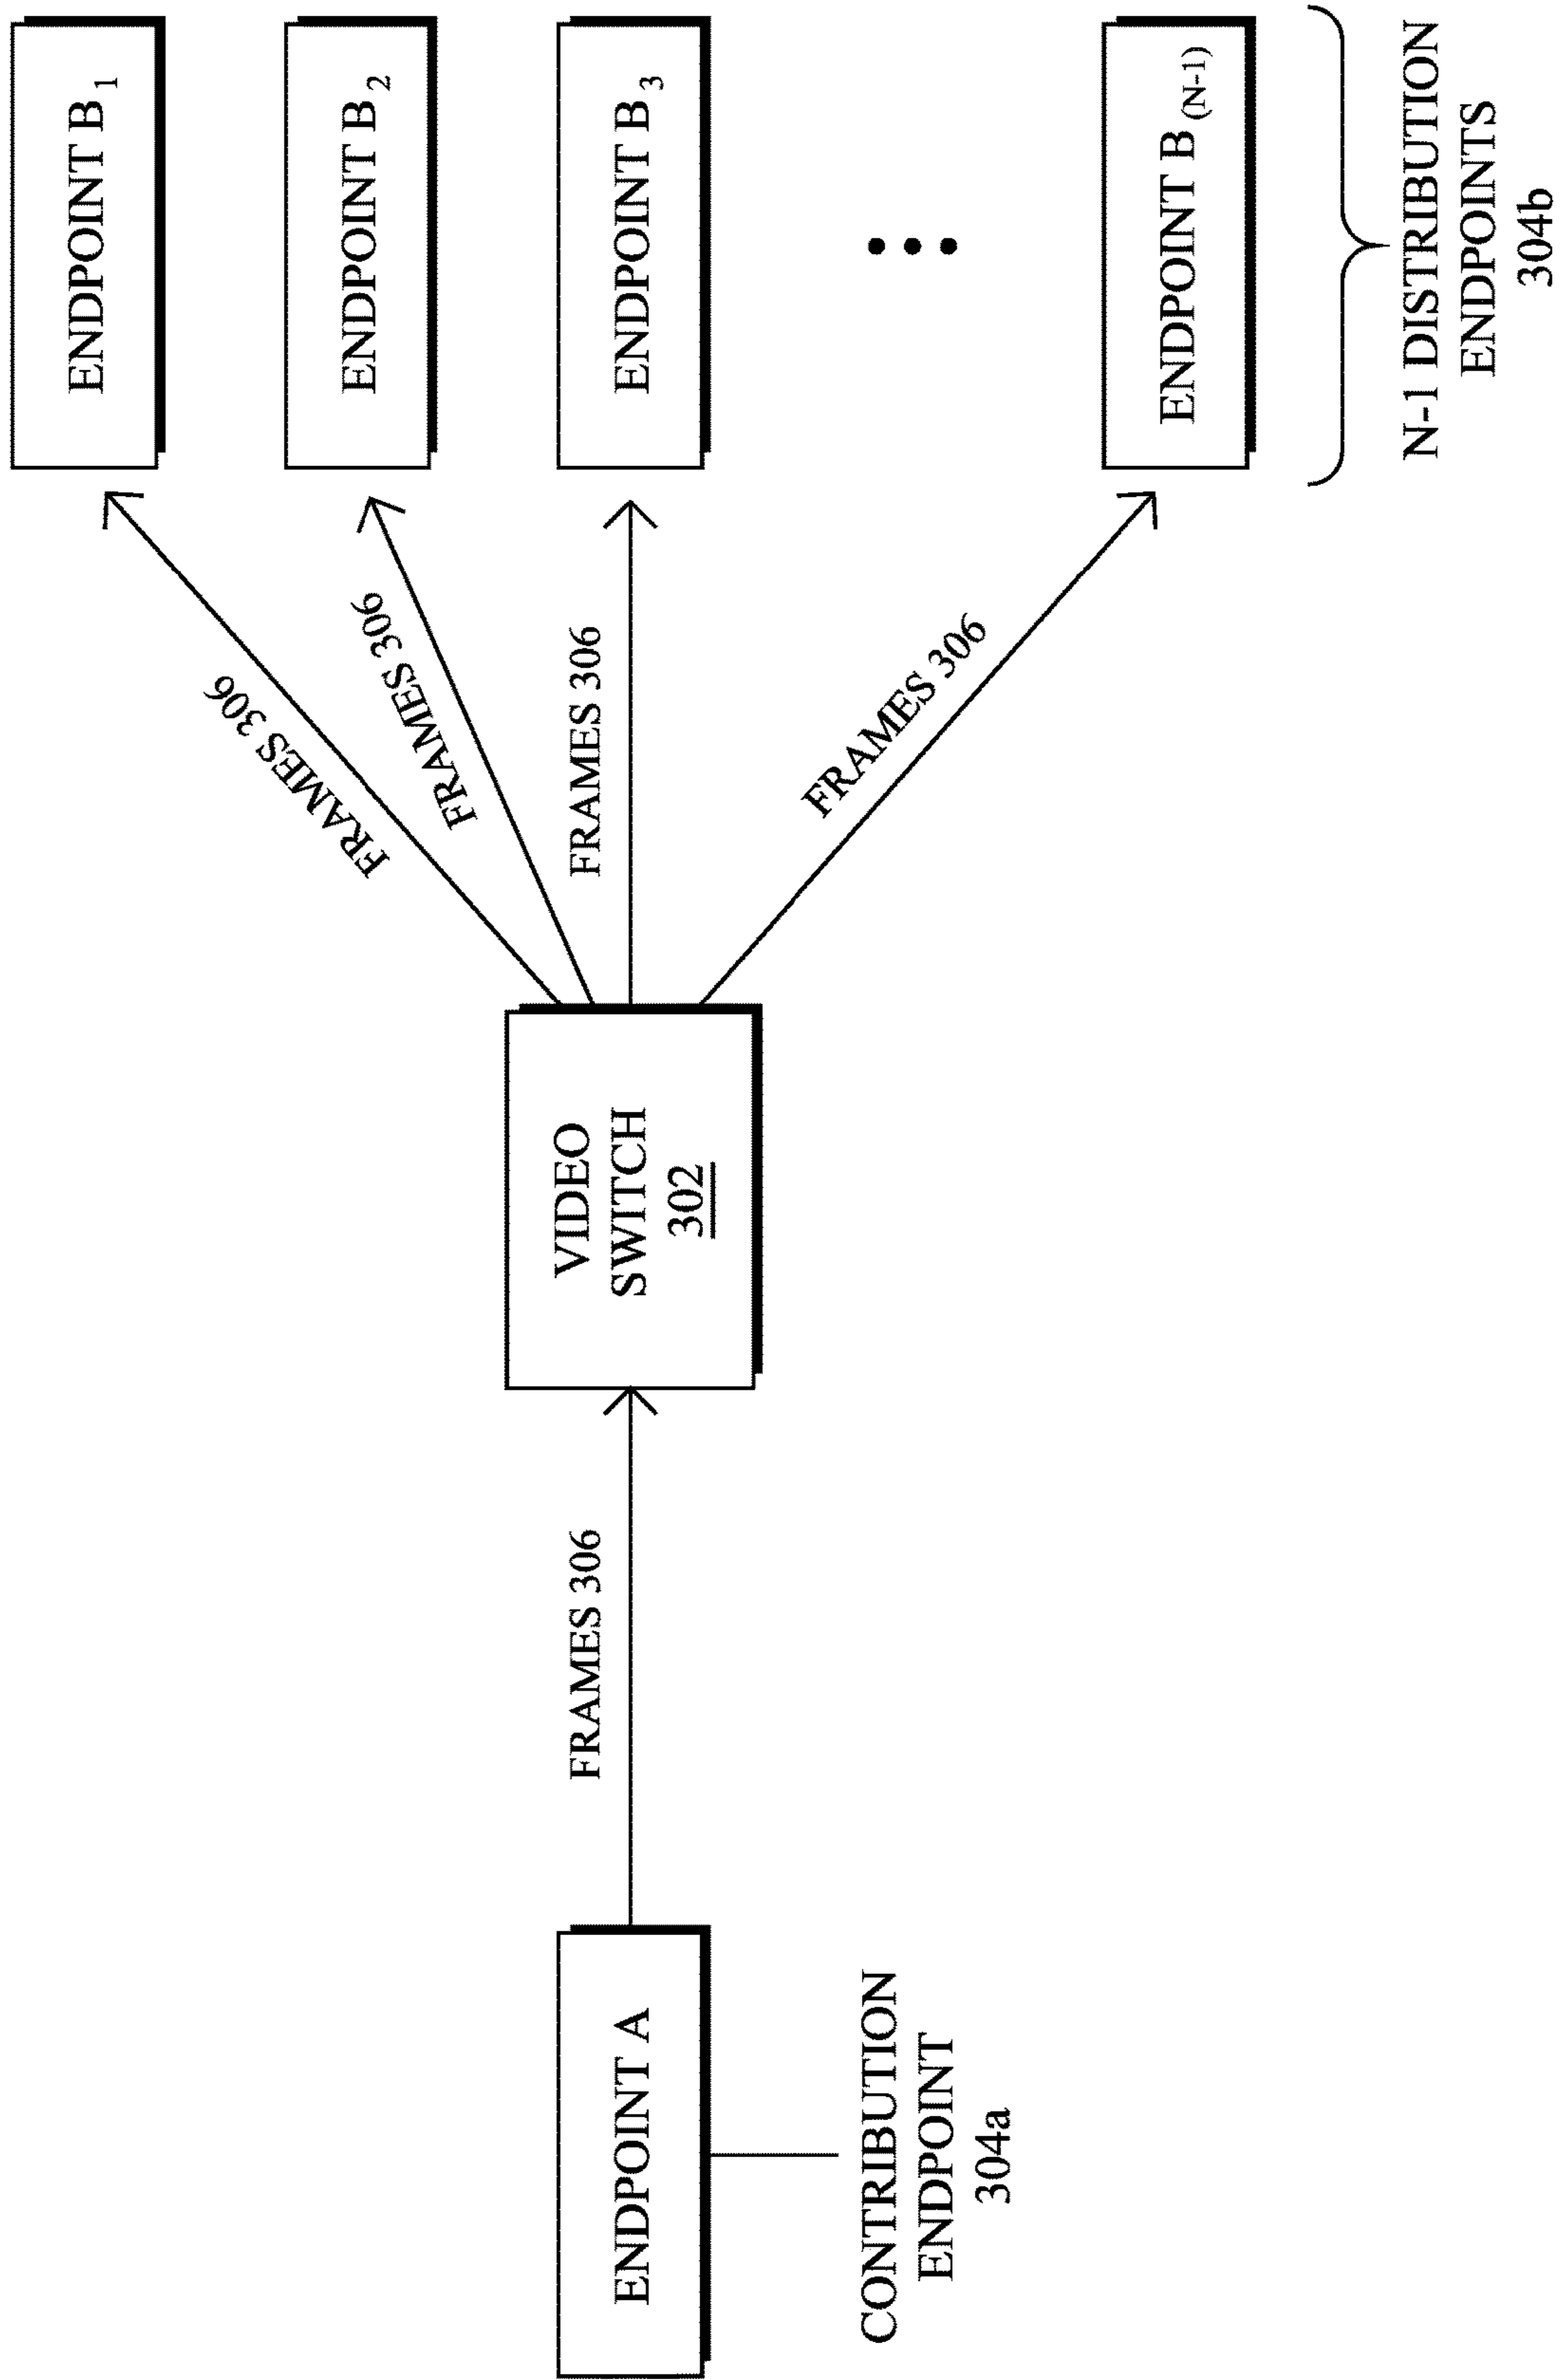 ENDPOINT A
CONTRIBUTION
ENDPOINT
304a
FRAMES 306
VIDEO
SWITCH
302
FRAMES 306
FRAMES 306
FRAMES 306
FRAMES 306
ENDPOINT B1
ENDPOINT B2
ENDPOINT B3
ENDPOINT B(N-1)
N-1 DISTRIBUTION
ENDPOINTS
304b